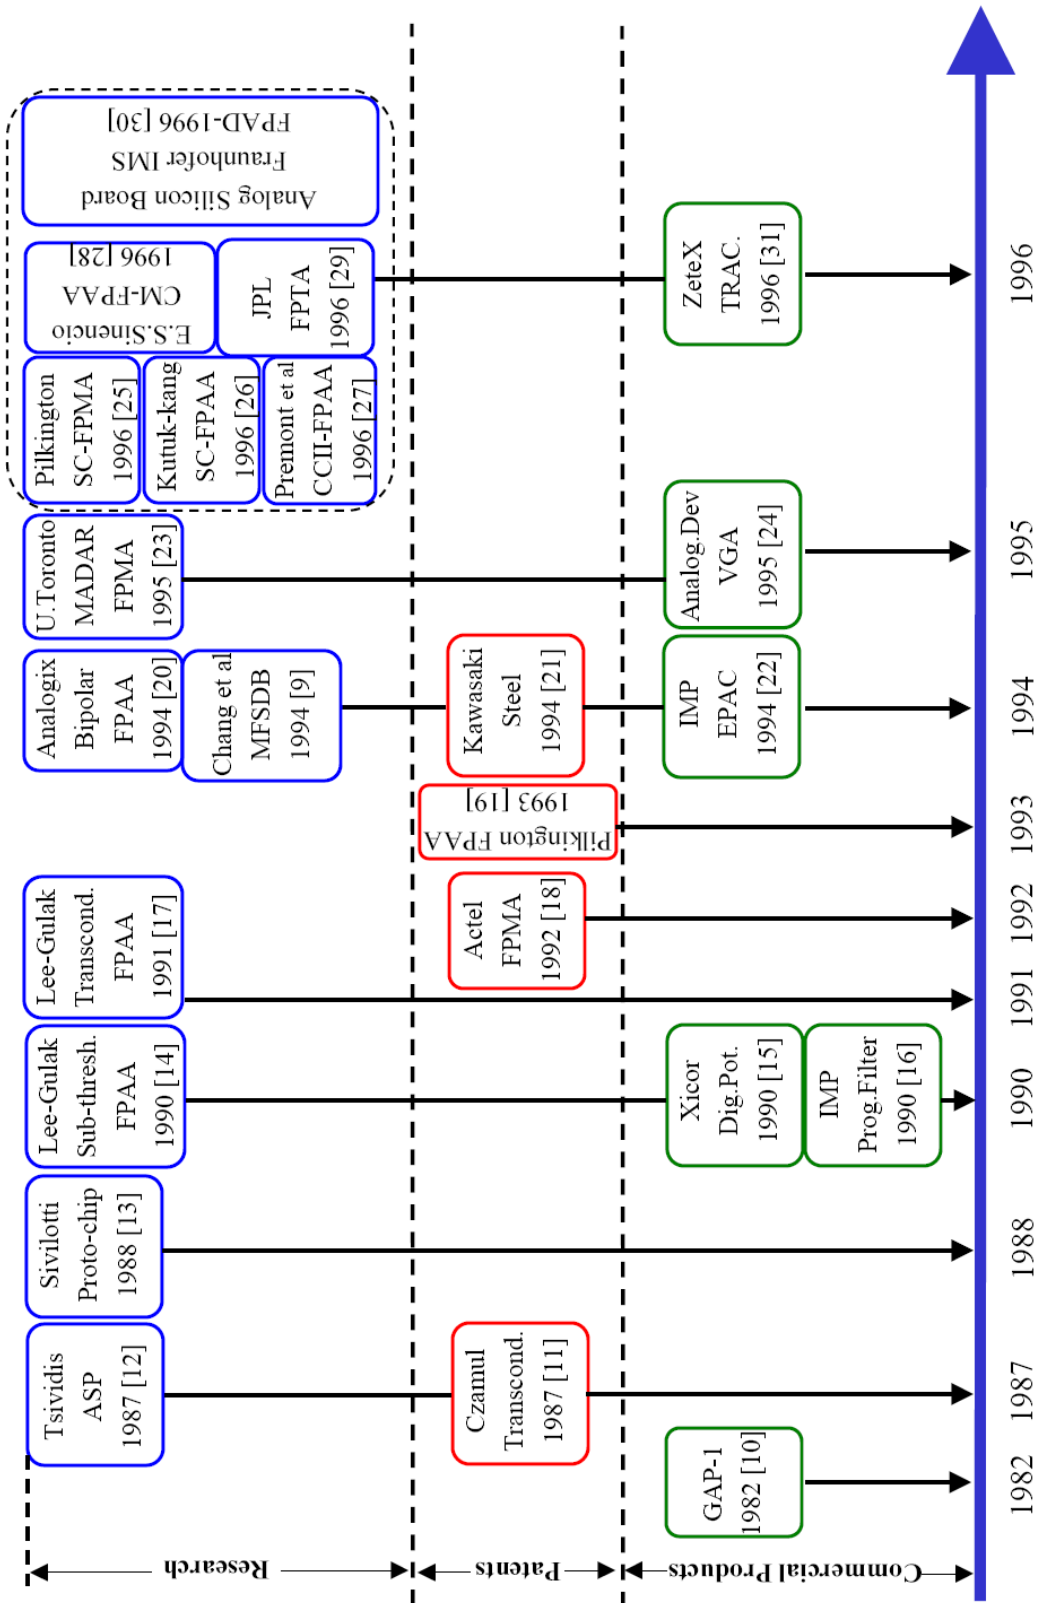 Research
Patents
Commercial Products
GAP-1
1982 [10]
Tsividis
ASP
1987 [12]
Czamul
Transcond.
1987 [11]
Sivilotti
Proto-chip
1988 [13]
Lee-Gulak
Sub-thresh.
FPAA
1990 [14]
Xicor
Dig.Pot.
1990 [15]
IMP
Prog.Filter
1990 [16]
Lee-Gulak
Transcond.
FPAA
1991 [17]
Actel
FPMA
1992 [18]
Pilkington FPAA
1993 [19]
Analogix
Bipolar
FPAA
1994 [20]
Chang et al
MFSDB
1994 [9]
Kawasaki
Steel
1994 [21]
IMP
EPAC
1994 [22]
U.Toronto
MADAR
FPMA
1995 [23]
Analog.Dev
VGA
1995 [24]
Pilkington
SC-FPMA
1996 [25]
Kutuk-kang
SC-FPAA
1996 [26]
Premont et al
CCII-FPAA
1996 [27]
E.S.Sinencio
CM-FPAA
1996 [28]
JPL
FPTA
1996 [29]
Analog Silicon Board
Fraunhofer IMS
FPAD-1996 [30]
ZeteX
TRAC.
1996 [31]
1982
1987
1988
1990
1991
1992
1993
1994
1995
1996